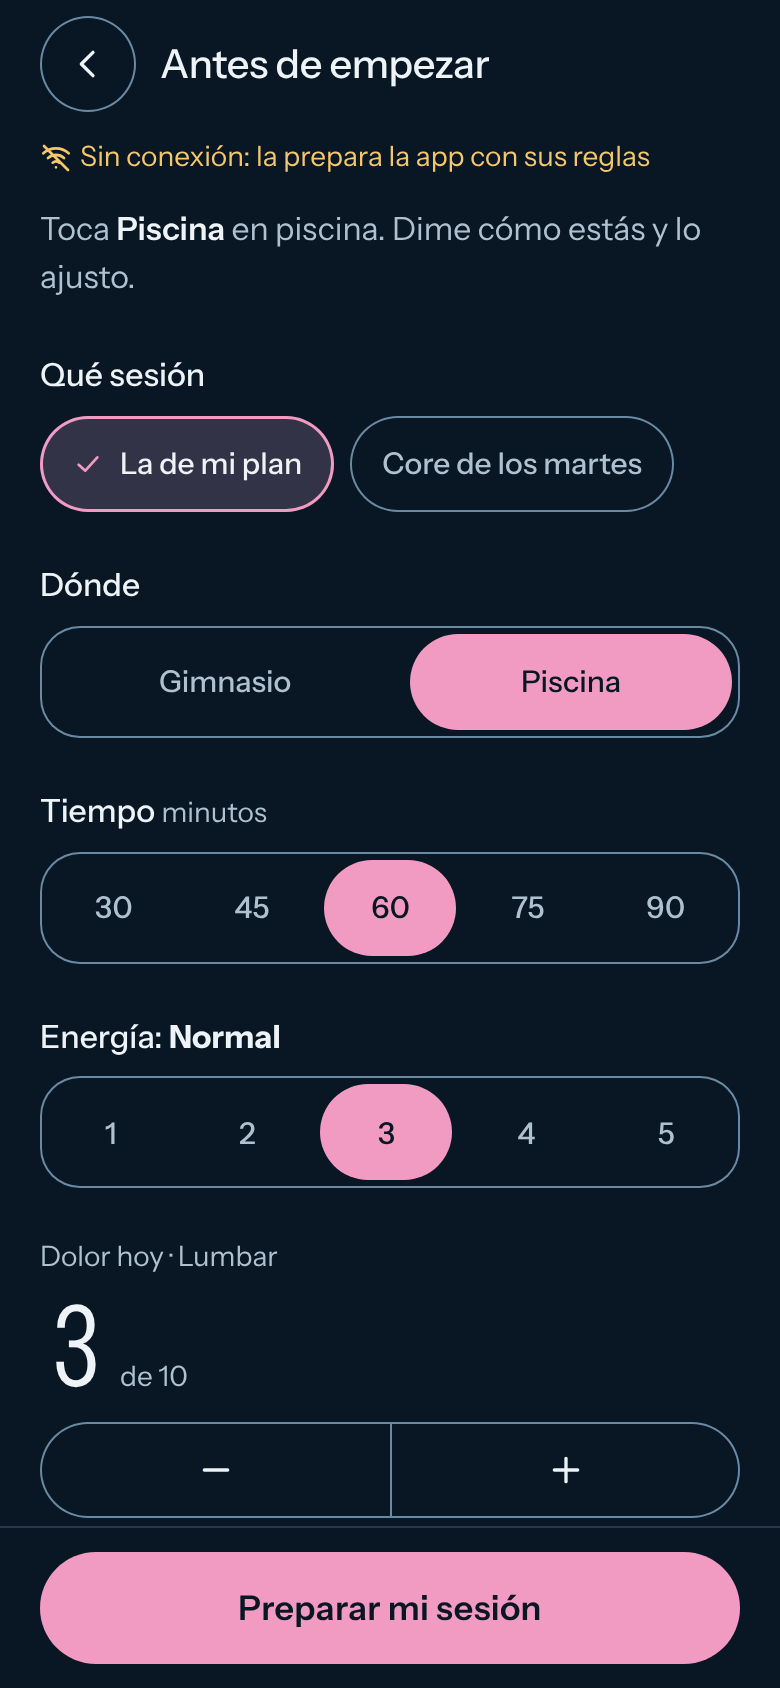 Antes de empezar
Sin conexión: la prepara la app con sus reglas
Toca Piscina en piscina. Dime cómo estás y lo
ajusto.
Qué sesión
La de mi plan
Core de los martes
Dónde
Gimnasio
Piscina
Tiempo minutos
30 45 60 75 90
Energía: Normal
1 2 3 4 5
Dolor hoy · Lumbar
3 de 10
− +
Preparar mi sesión